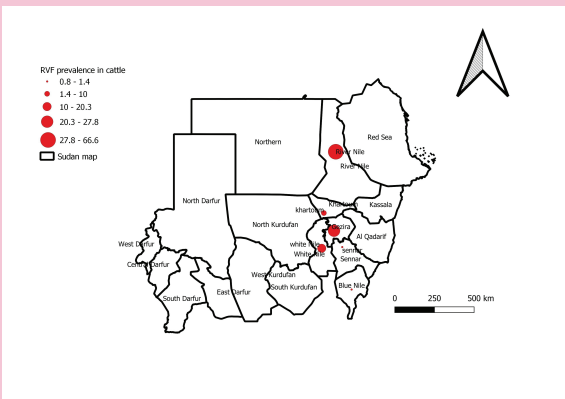 RVF prevalence in cattle
0.8 - 1.4
1.4 - 10
10 - 20.3
20.3 - 27.8
27.8 - 66.6
Sudan map
Northern
Red Sea
River Nile
River Nile
North Darfur
Khartoum
khartoum
Kassala
North Kurdufan
Gezira
Al Qadarif
West Darfur
white Nile
White Nile
sennar
Sennar
Central Darfur
West Kurdufan
South Kurdufan
Blue Nile
East Darfur
South Darfur
0 250 500 km